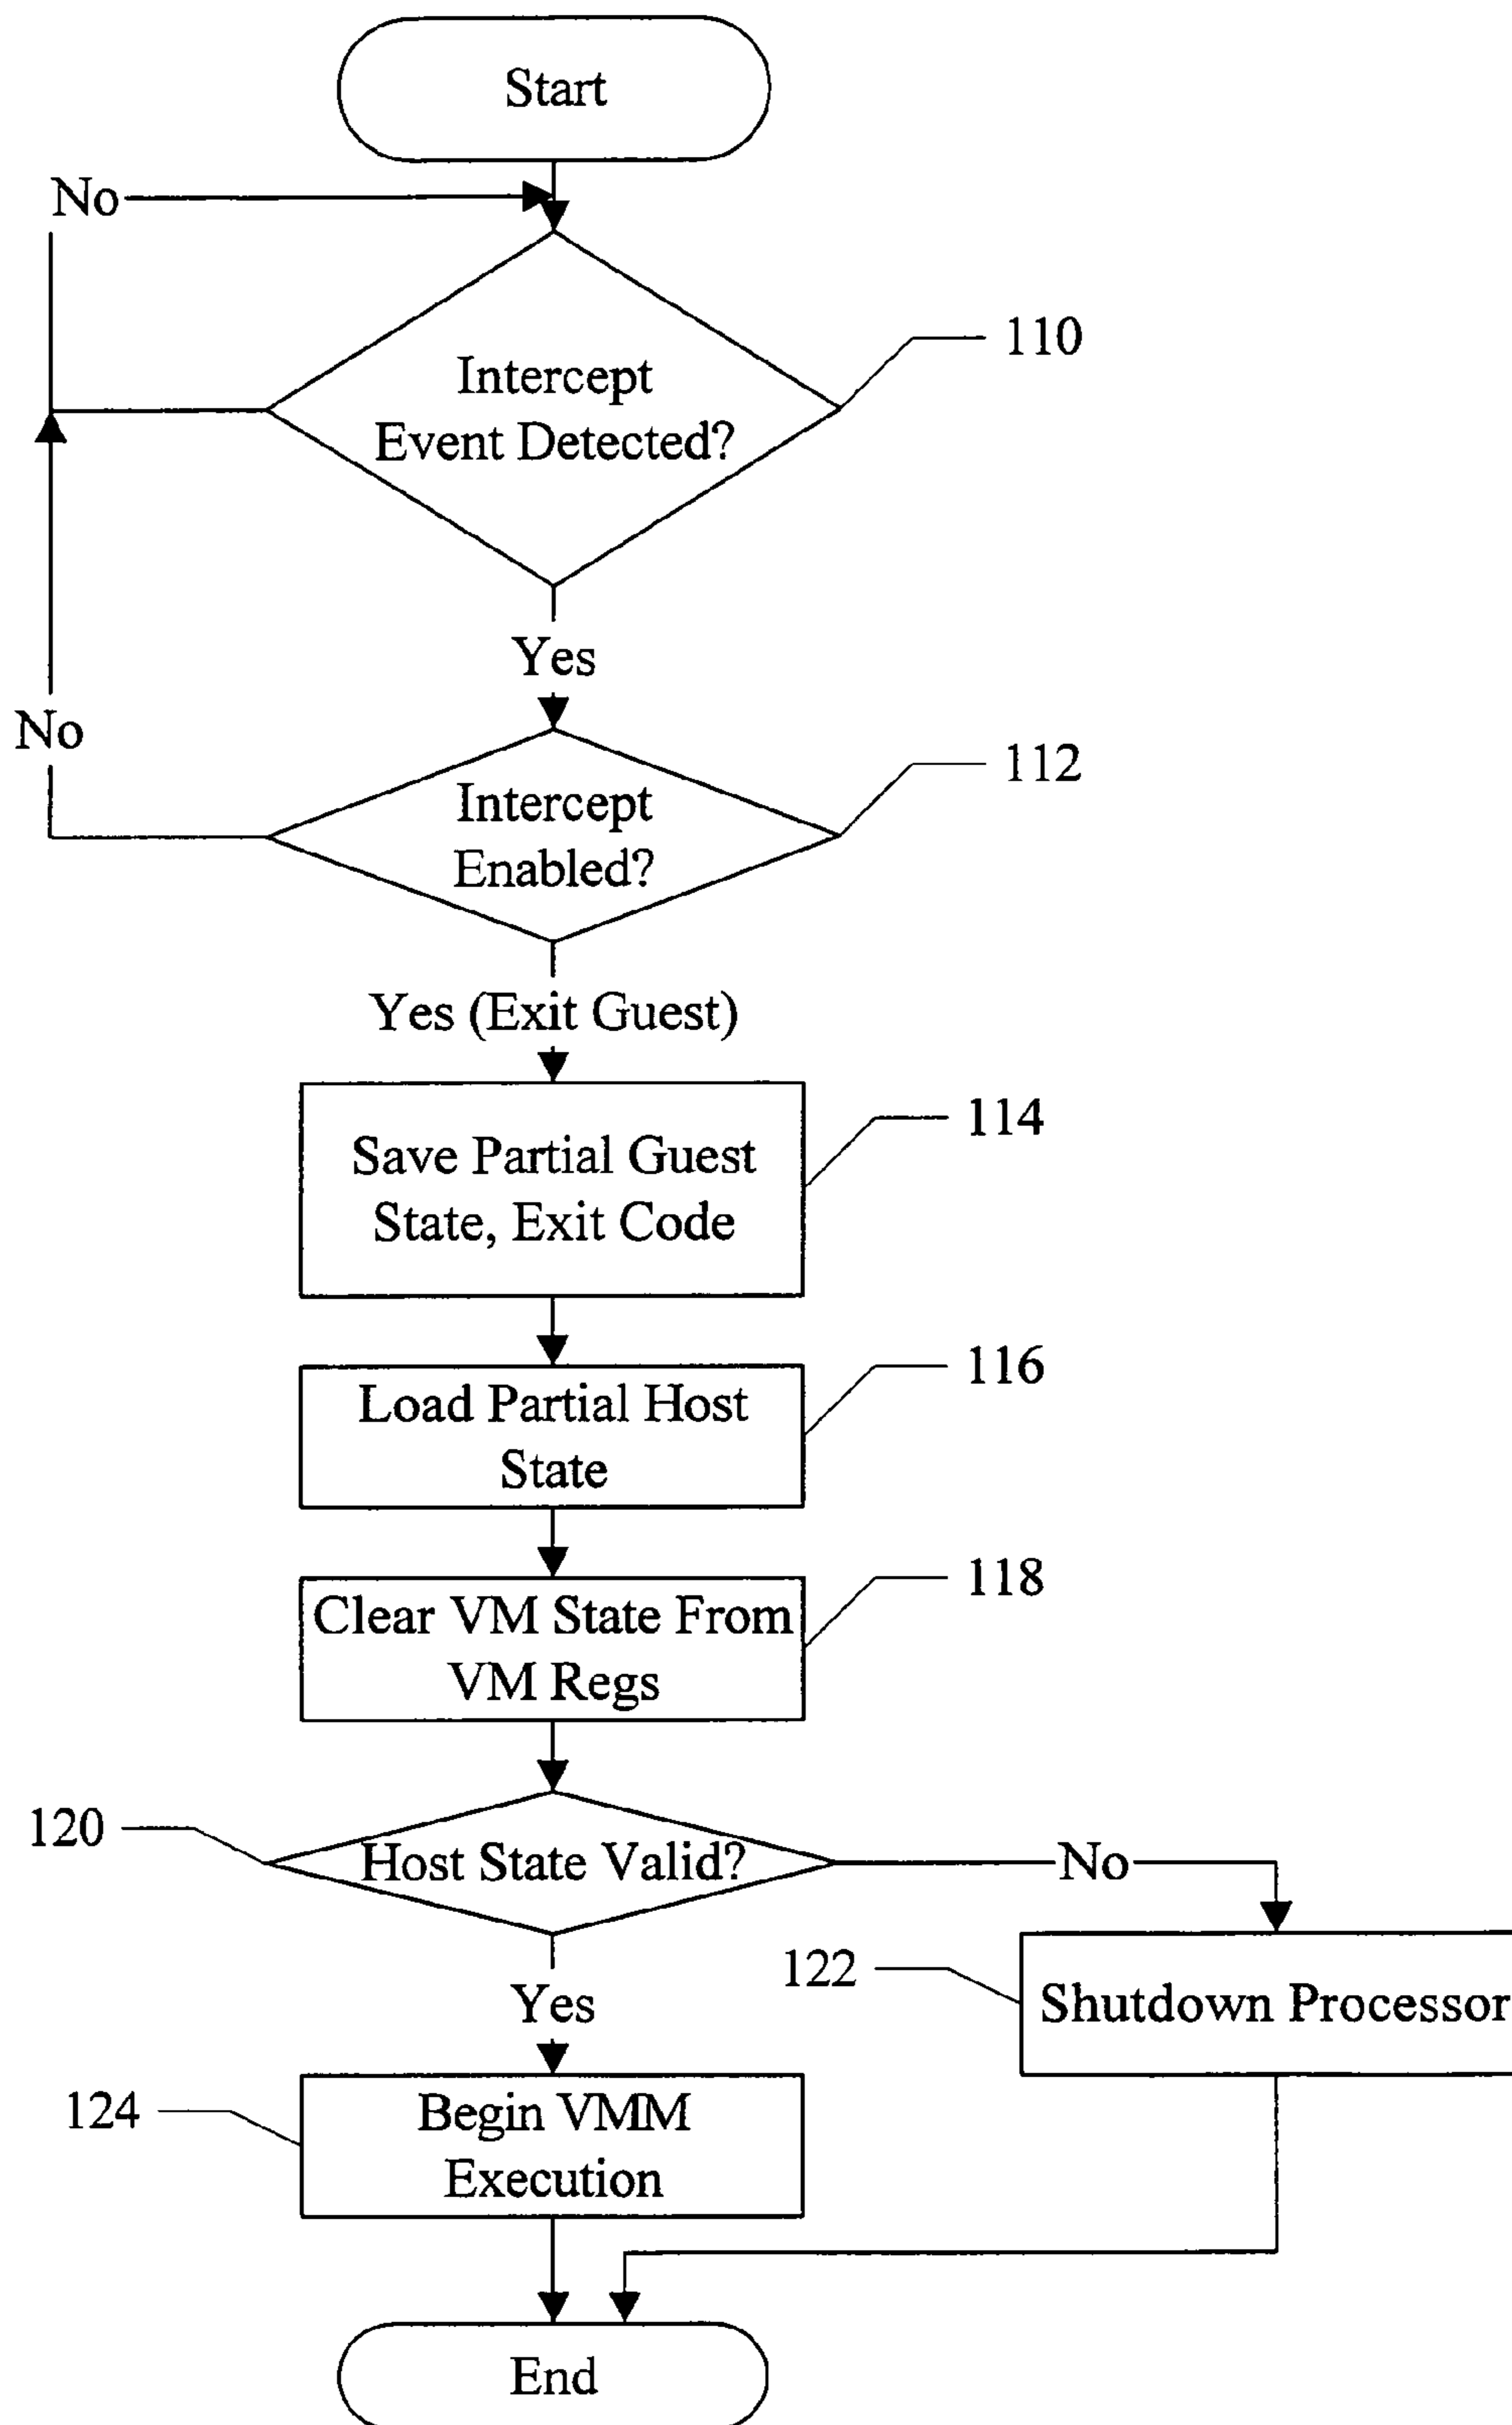 Start
No
Intercept
Event Detected?
110
Yes
No
Intercept
Enabled?
112
Yes (Exit Guest)
Save Partial Guest
State, Exit Code
114
Load Partial Host
State
116
Clear VM State From
VM Regs
118
120
Host State Valid?
No
Yes
122
Shutdown Processor
124
Begin VMM
Execution
End